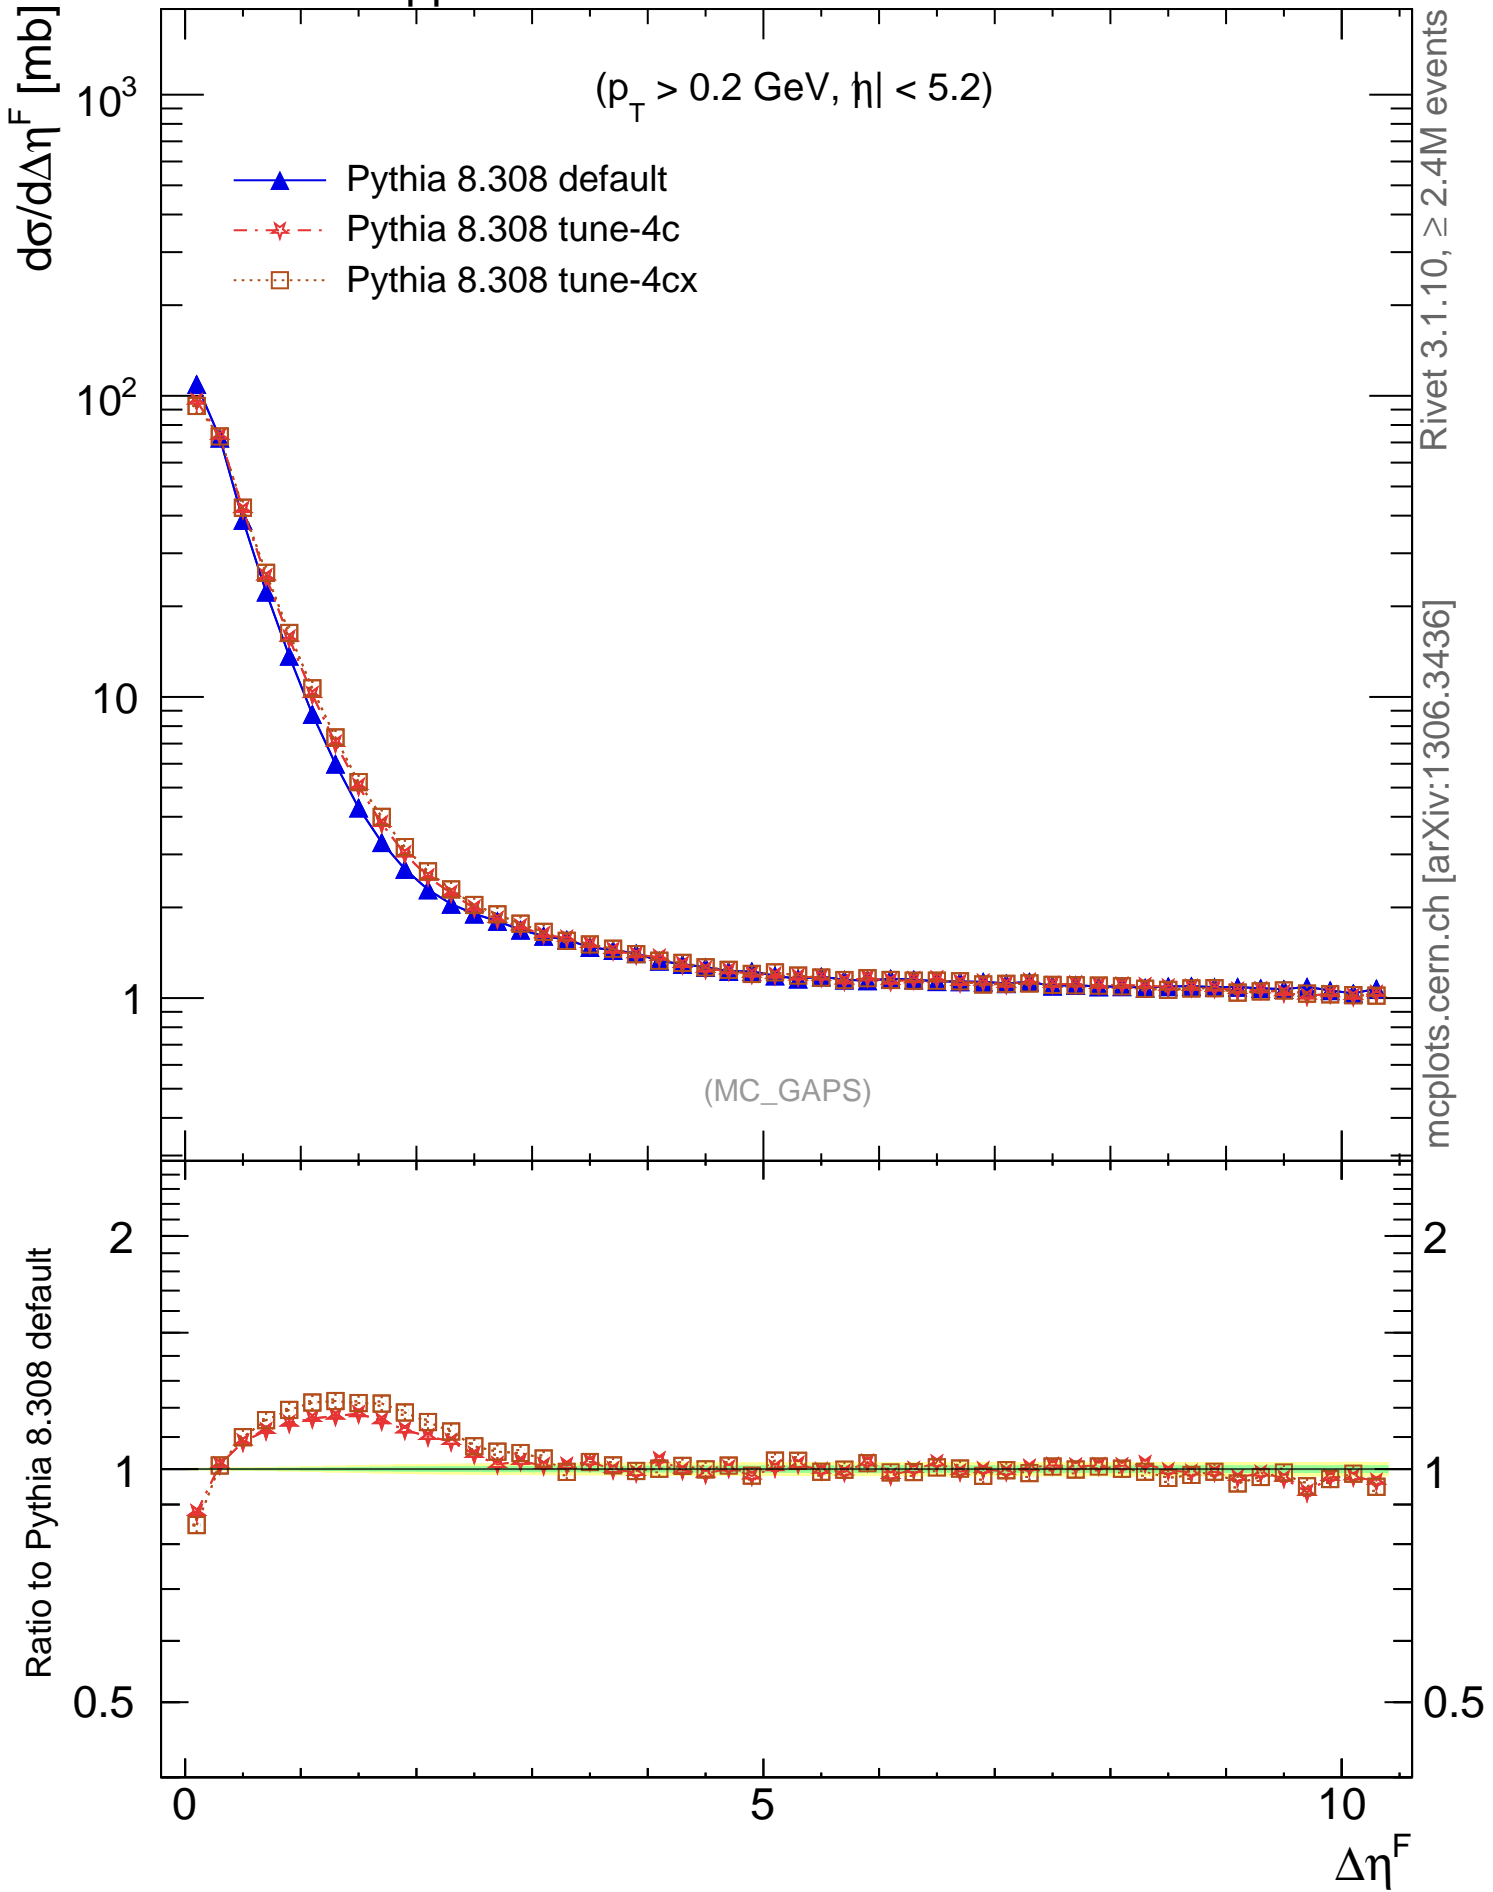 dσ/dΔη^F [mb]
(p_T > 0.2 GeV, |η| < 5.2)
Pythia 8.308 default
Pythia 8.308 tune-4c
Pythia 8.308 tune-4cx
10^3
10^2
10
1
(MC_GAPS)
Rivet 3.1.10, ≥ 2.4M events
mcplots.cern.ch [arXiv:1306.3436]
Ratio to Pythia 8.308 default
2
1
0.5
2
1
0.5
0
5
10
Δη^F